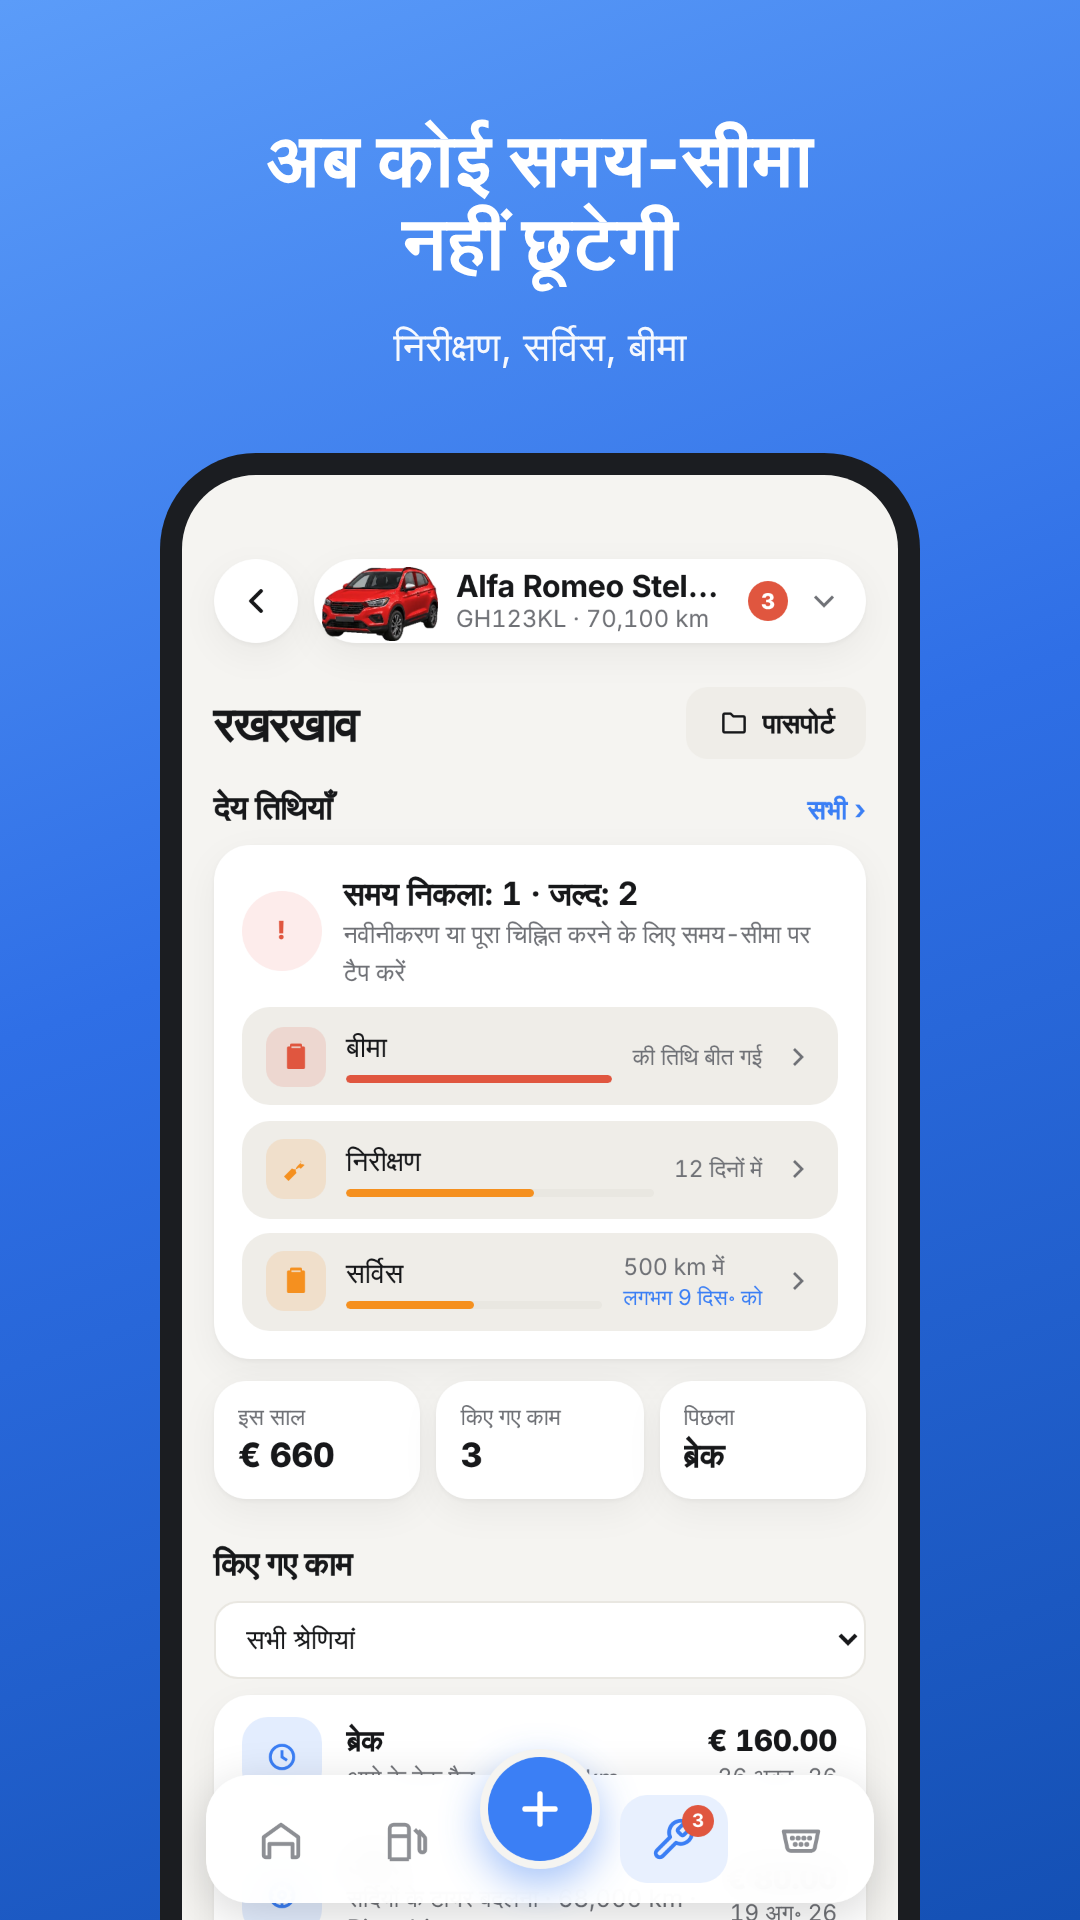 अब कोई समय-सीमा
नहीं छूटेगी
निरीक्षण, सर्विस, बीमा
Alfa Romeo Stel...
GH123KL · 70,100 km
3
रखरखाव
पासपोर्ट
देय तिथियाँ
सभी ›
समय निकला: 1 · जल्द: 2
नवीनीकरण या पूरा चिह्नित करने के लिए समय-सीमा पर
टैप करें
!
बीमा
की तिथि बीत गई
निरीक्षण
12 दिनों में
सर्विस
500 km में
लगभग 9 दिस॰ को
इस साल
€ 660
किए गए काम
3
पिछला
ब्रेक
किए गए काम
सभी श्रेणियां
ब्रेक
€ 160.00
3
19 अग॰ 26